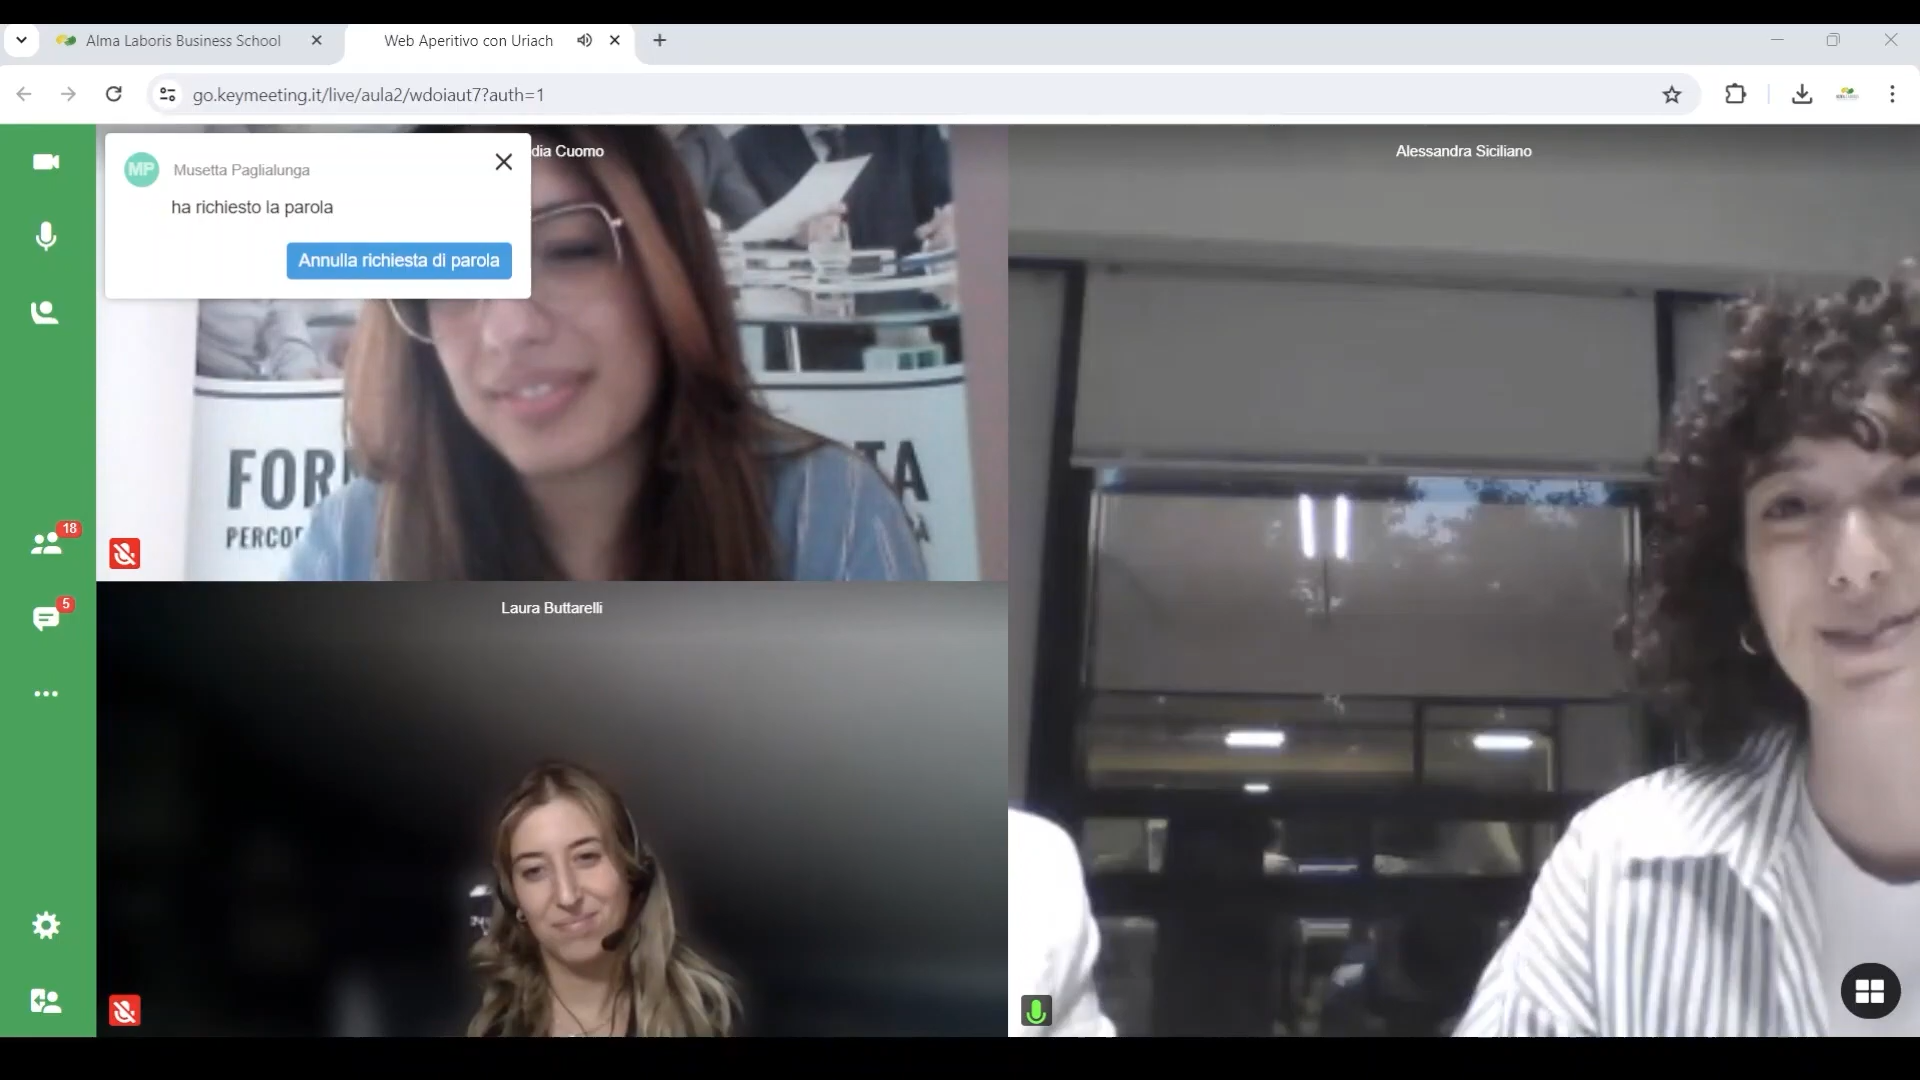 Alma Laboris Business School
Web Aperitivo con Uriach
go.keymeeting.it/live/aula2/wdoiaut7?auth=1
MP
Musetta Paglialunga
ha richiesto la parola
Annulla richiesta di parola
dia Cuomo
Alessandra Siciliano
FOR
TA
PERCO
18
5
Laura Buttarelli